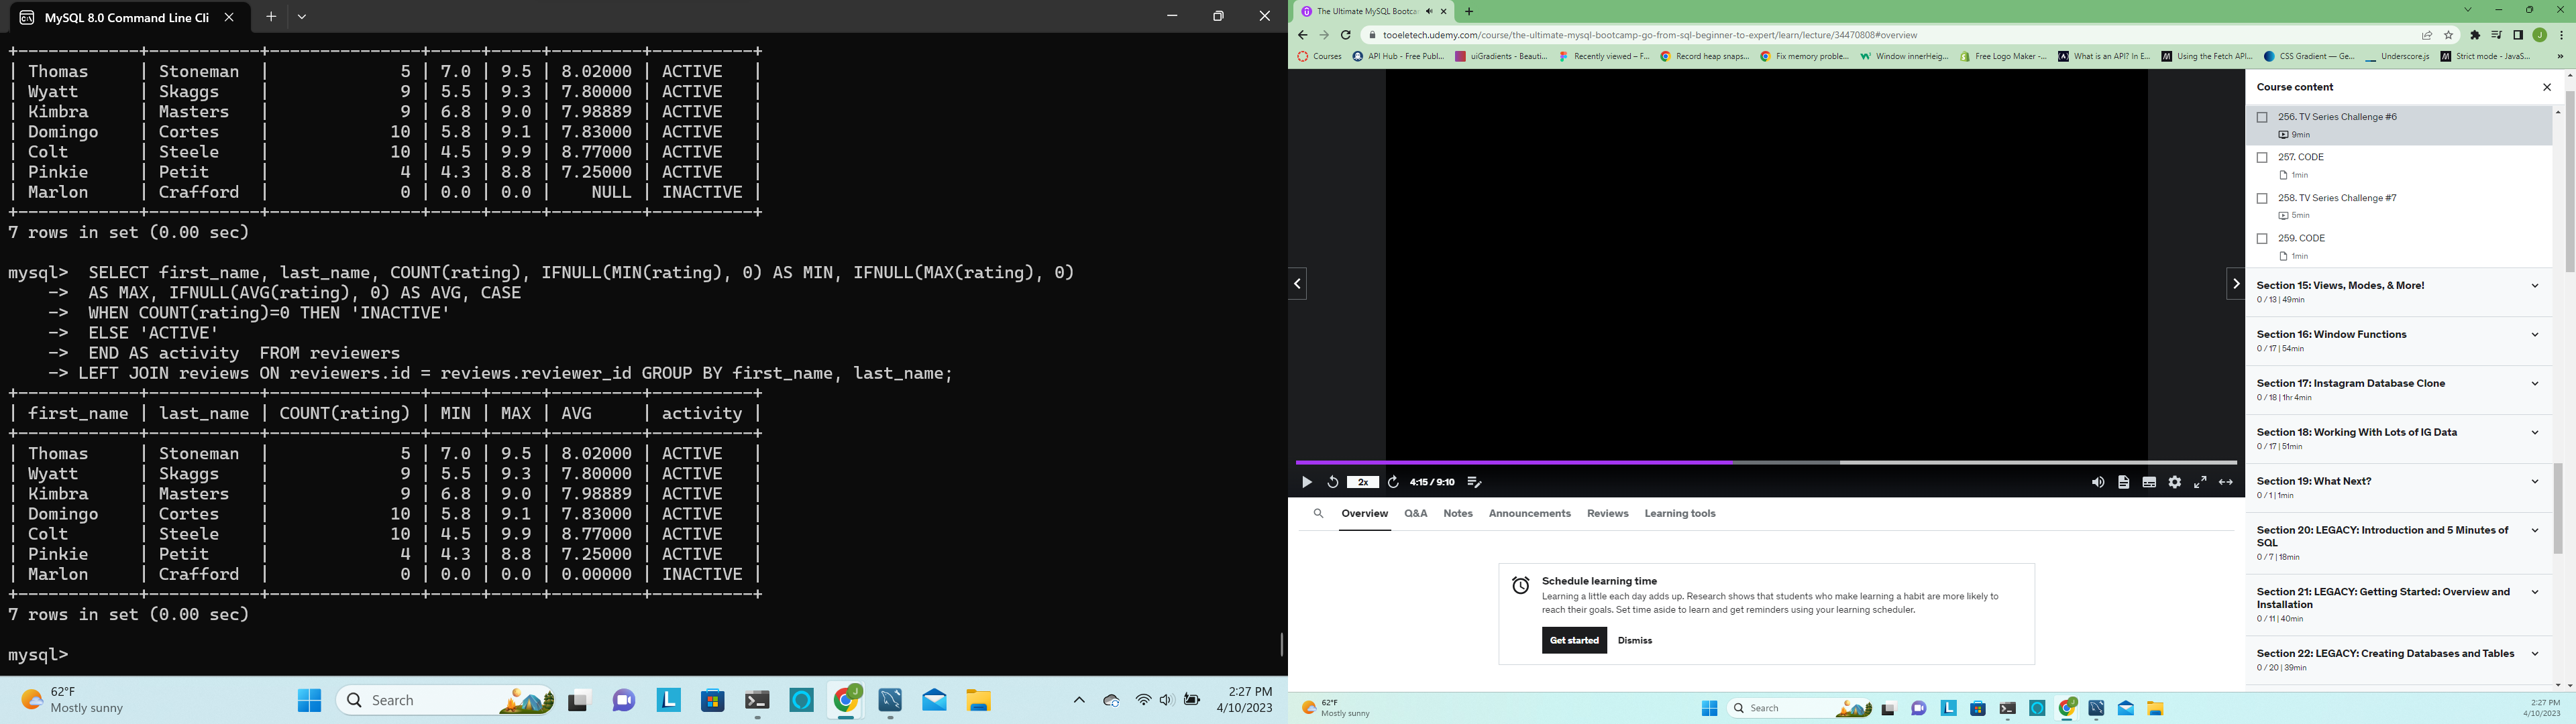 MySQL 8.0 Command Line Cli
+------------+-----------+---------------+-----+-----+---------+----------+
| Thomas | Stoneman | 5 | 7.0 | 9.5 | 8.02000 | ACTIVE |
| Wyatt | Skaggs | 9 | 5.5 | 9.3 | 7.80000 | ACTIVE |
| Kimbra | Masters | 9 | 6.8 | 9.0 | 7.98889 | ACTIVE |
| Domingo | Cortes | 10 | 5.8 | 9.1 | 7.83000 | ACTIVE |
| Colt | Steele | 10 | 4.5 | 9.9 | 8.77000 | ACTIVE |
| Pinkie | Petit | 4 | 4.3 | 8.8 | 7.25000 | ACTIVE |
| Marlon | Crafford | 0 | 0.0 | 0.0 | NULL | INACTIVE |
+------------+-----------+---------------+-----+-----+---------+----------+
7 rows in set (0.00 sec)
mysql> SELECT first_name, last_name, COUNT(rating), IFNULL(MIN(rating), 0) AS MIN, IFNULL(MAX(rating), 0)
-> AS MAX, IFNULL(AVG(rating), 0) AS AVG, CASE
-> WHEN COUNT(rating)=0 THEN 'INACTIVE'
-> ELSE 'ACTIVE'
-> END AS activity FROM reviewers
-> LEFT JOIN reviews ON reviewers.id = reviews.reviewer_id GROUP BY first_name, last_name;
+------------+-----------+---------------+-----+-----+---------+----------+
| first_name | last_name | COUNT(rating) | MIN | MAX | AVG | activity |
+------------+-----------+---------------+-----+-----+---------+----------+
| Thomas | Stoneman | 5 | 7.0 | 9.5 | 8.02000 | ACTIVE |
| Wyatt | Skaggs | 9 | 5.5 | 9.3 | 7.80000 | ACTIVE |
| Kimbra | Masters | 9 | 6.8 | 9.0 | 7.98889 | ACTIVE |
| Domingo | Cortes | 10 | 5.8 | 9.1 | 7.83000 | ACTIVE |
| Colt | Steele | 10 | 4.5 | 9.9 | 8.77000 | ACTIVE |
| Pinkie | Petit | 4 | 4.3 | 8.8 | 7.25000 | ACTIVE |
| Marlon | Crafford | 0 | 0.0 | 0.0 | 0.00000 | INACTIVE |
+------------+-----------+---------------+-----+-----+---------+----------+
7 rows in set (0.00 sec)
mysql>
62°F
Mostly sunny
Search
2:27 PM
4/10/2023
The Ultimate MySQL Bootca
tooeletech.udemy.com/course/the-ultimate-mysql-bootcamp-go-from-sql-beginner-to-expert/learn/lecture/34470808#overview
Courses API Hub - Free Publ... uiGradients - Beauti... Recently viewed – F... Record heap snaps... Fix memory proble... Window innerHeig... Free Logo Maker -... What is an API? In E... Using the Fetch API... CSS Gradient — Ge... Underscore.js Strict mode - JavaS...
2x
4:15 / 9:10
Overview Q&A Notes Announcements Reviews Learning tools
Schedule learning time
Learning a little each day adds up. Research shows that students who make learning a habit are more likely to
reach their goals. Set time aside to learn and get reminders using your learning scheduler.
Get started Dismiss
Course content
256. TV Series Challenge #6
9min
257. CODE
1min
258. TV Series Challenge #7
5min
259. CODE
1min
Section 15: Views, Modes, & More!
0 / 13 | 49min
Section 16: Window Functions
0 / 17 | 54min
Section 17: Instagram Database Clone
0 / 18 | 1hr 4min
Section 18: Working With Lots of IG Data
0 / 17 | 51min
Section 19: What Next?
0 / 1 | 1min
Section 20: LEGACY: Introduction and 5 Minutes of
SQL
0 / 7 | 18min
Section 21: LEGACY: Getting Started: Overview and
Installation
0 / 11 | 40min
Section 22: LEGACY: Creating Databases and Tables
0 / 20 | 39min
62°F
Mostly sunny
Search
2:27 PM
4/10/2023